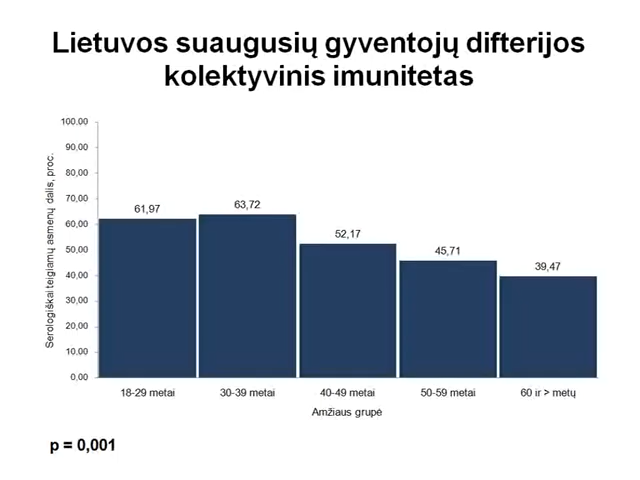 Lietuvos suaugusių gyventojų difterijos
kolektyvinis imunitetas
Serologiškai teigiamų asmenų dalis, proc.
100,00
90,00
80,00
70,00
60,00
50,00
40,00
30,00
20,00
10,00
0,00
61,97
63,72
52,17
45,71
39,47
18-29 metai
30-39 metai
40-49 metai
50-59 metai
60 ir > metų
Amžiaus grupė
p = 0,001